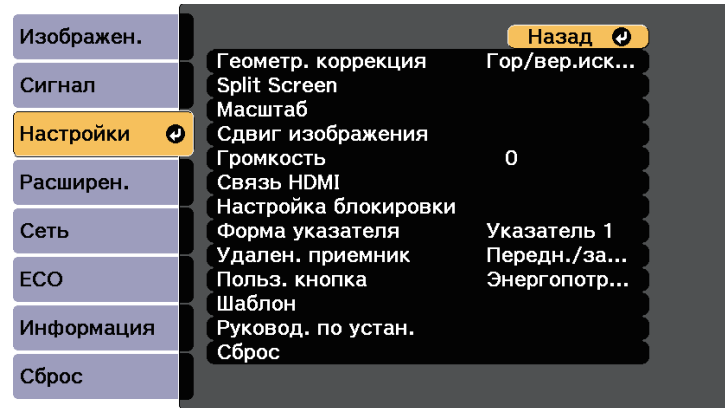 Изображен.
Сигнал
Настройки
Расширен.
Сеть
ECO
Информация
Сброс
Назад
Геометр. коррекция Гор/вер.иск...
Split Screen
Масштаб
Сдвиг изображения
Громкость 0
Связь HDMI
Настройка блокировки
Форма указателя Указатель 1
Удален. приемник Передн./за...
Польз. кнопка Энергопотр...
Шаблон
Руковод. по устан.
Сброс